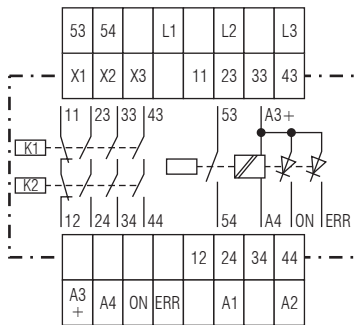 53 54 L1 L2 L3
X1 X2 X3 11 23 33 43
11 23 33 43 53 A3+
K1
K2
12 24 34 44 54 A4 ON ERR
12 24 34 44
A3+ A4 ON ERR A1 A2